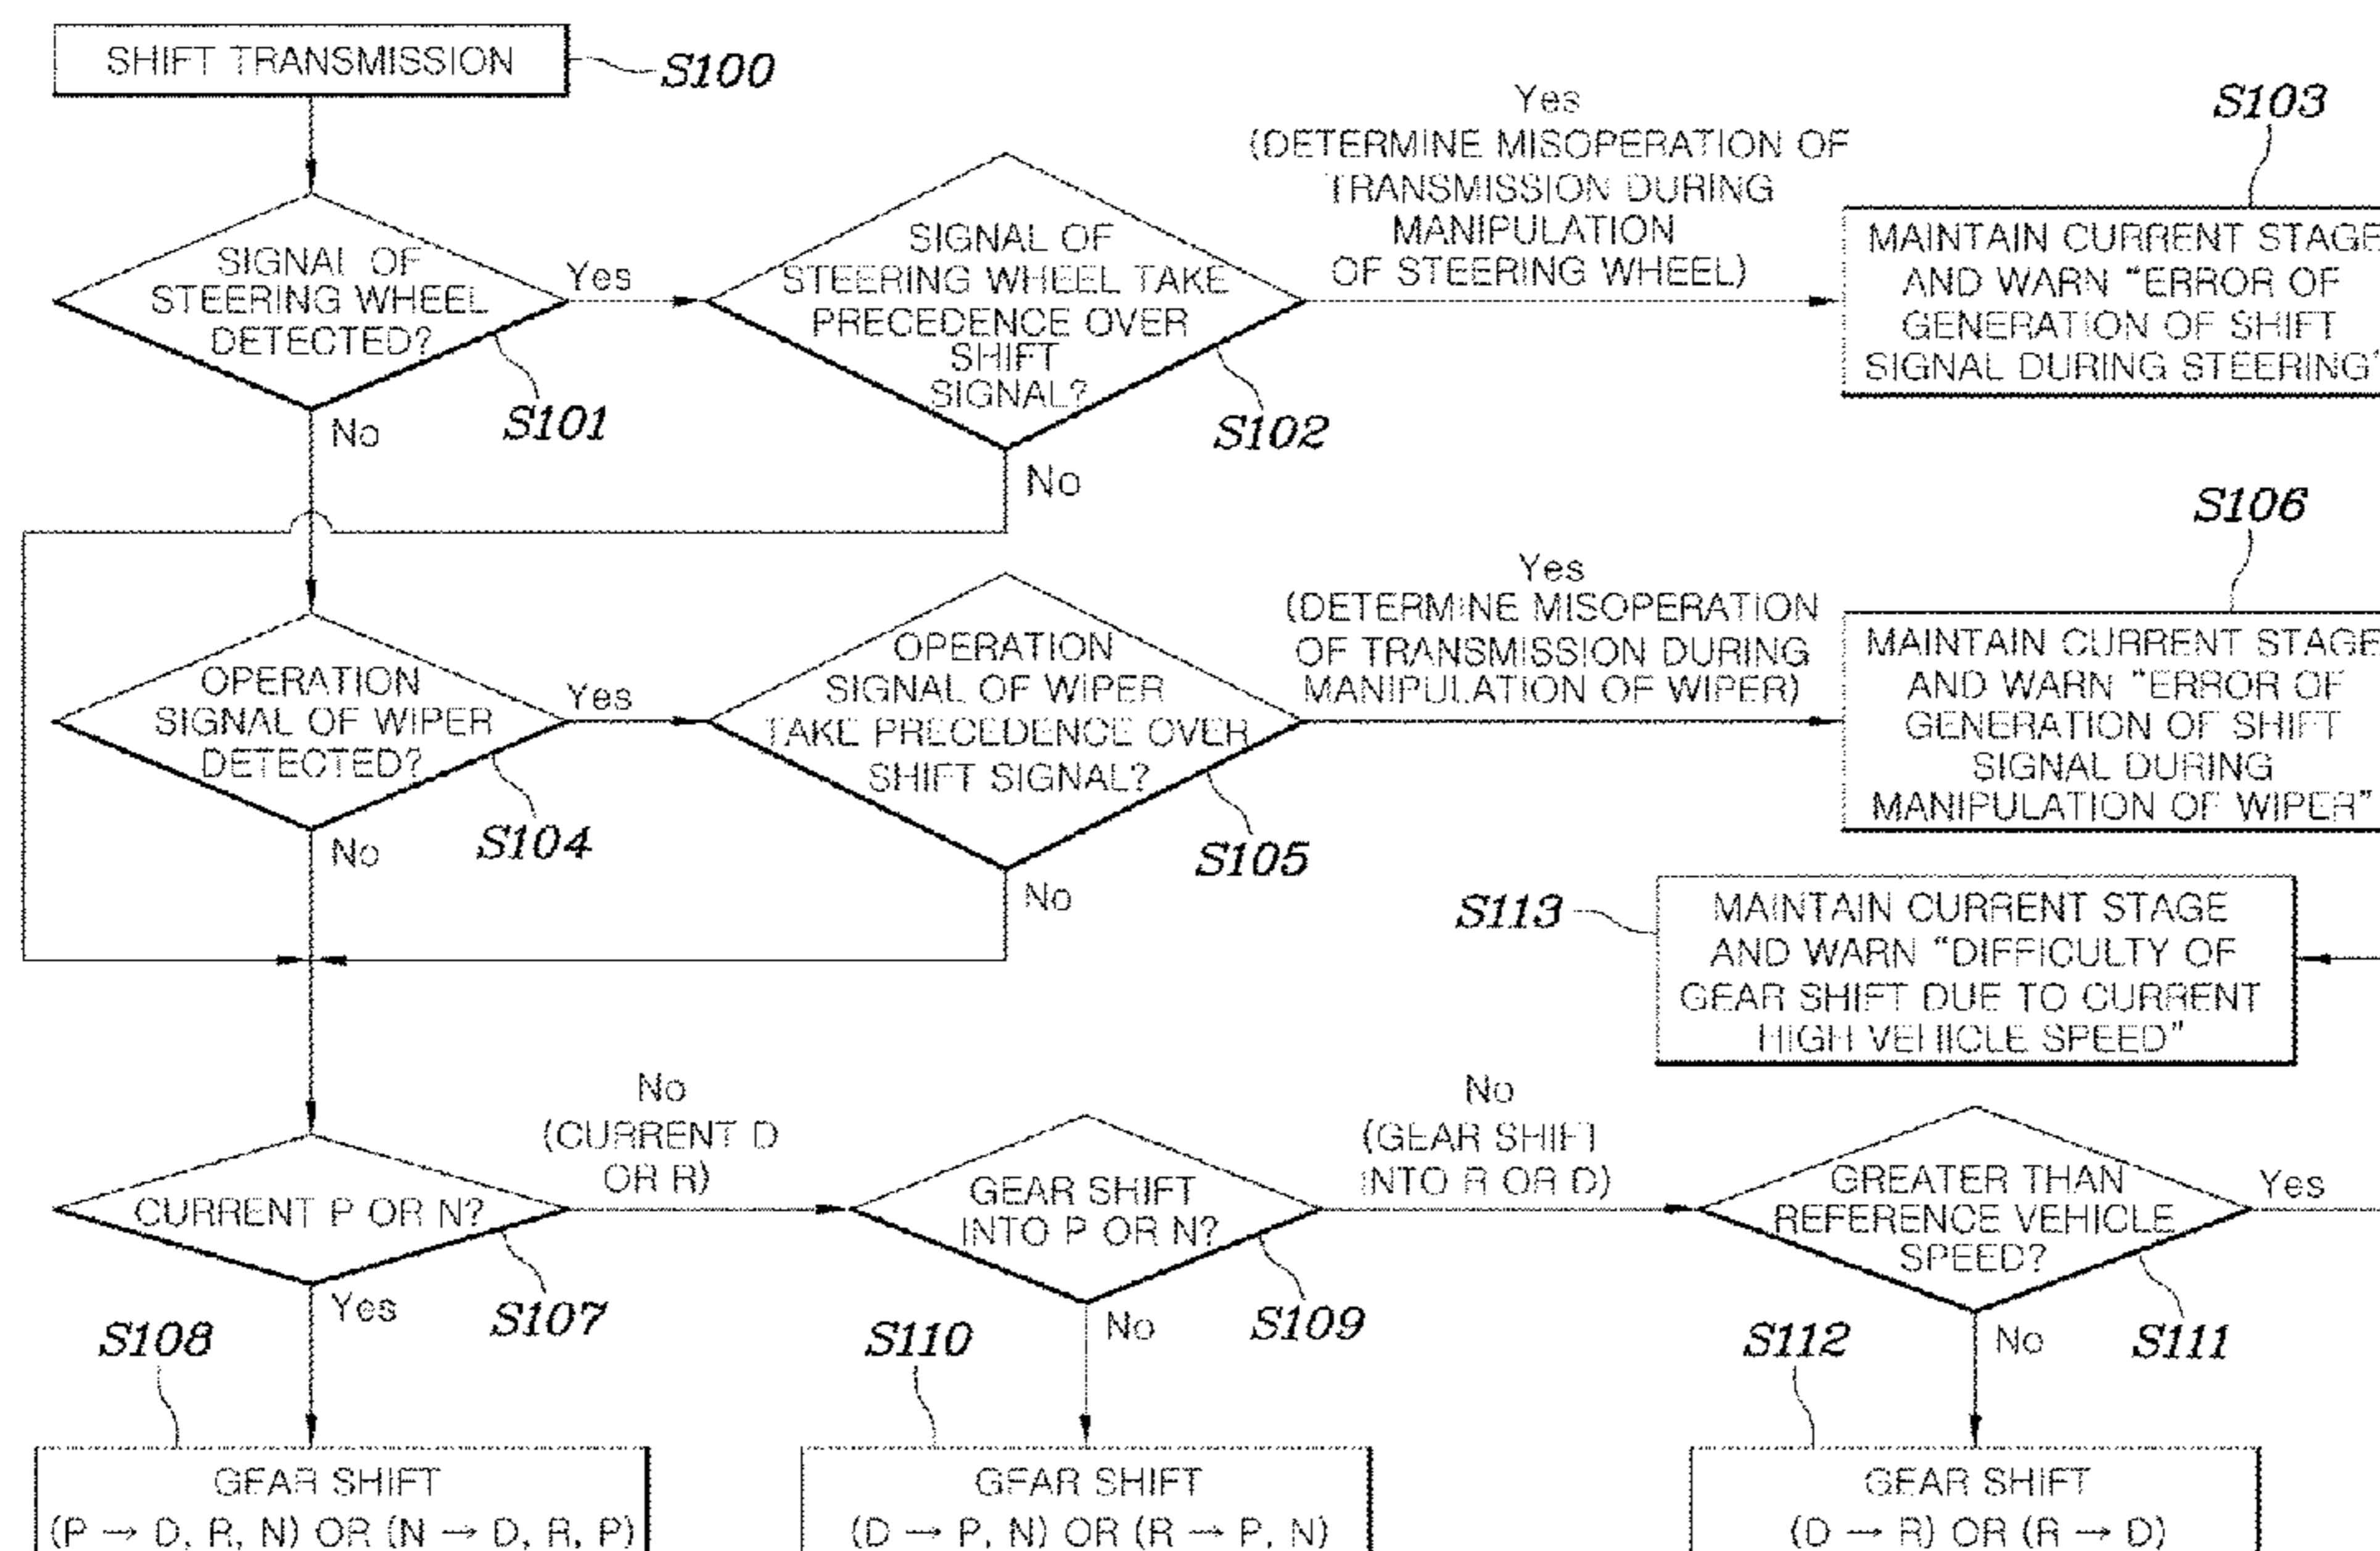 SHIFT TRANSMISSION
S100
SIGNAL OF
STEERING WHEEL
DETECTED?
S101
Yes
No
SIGNAL OF
STEERING WHEEL TAKE
PRECEDENCE OVER
SHIFT
SIGNAL?
S102
No
Yes
(DETERMINE MISOPERATION OF
TRANSMISSION DURING
MANIPULATION
OF STEERING WHEEL)
S103
MAINTAIN CURRENT STAGE
AND WARN “ERROR OF
GENERATION OF SHIFT
SIGNAL DURING STEERING”
OPERATION
SIGNAL OF WIPER
DETECTED?
S104
Yes
No
OPERATION
SIGNAL OF WIPER
TAKE PRECEDENCE OVER
SHIFT SIGNAL?
S105
No
Yes
(DETERMINE MISOPERATION
OF TRANSMISSION DURING
MANIPULATION OF WIPER)
S106
MAINTAIN CURRENT STAGE
AND WARN “ERROR OF
GENERATION OF SHIFT
SIGNAL DURING
MANIPULATION OF WIPER”
S113
MAINTAIN CURRENT STAGE
AND WARN “DIFFICULTY OF
GEAR SHIFT DUE TO CURRENT
HIGH VEHICLE SPEED”
CURRENT P OR N?
S107
No
(CURRENT D
OR R)
Yes
GEAR SHIFT
INTO P OR N?
S109
No
(GEAR SHIFT
INTO R OR D)
No
GREATER THAN
REFERENCE VEHICLE
SPEED?
S111
Yes
No
S108
GEAR SHIFT
(P → D, R, N) OR (N → D, R, P)
S110
GEAR SHIFT
(D → P, N) OR (R → P, N)
S112
GEAR SHIFT
(D → R) OR (R → D)